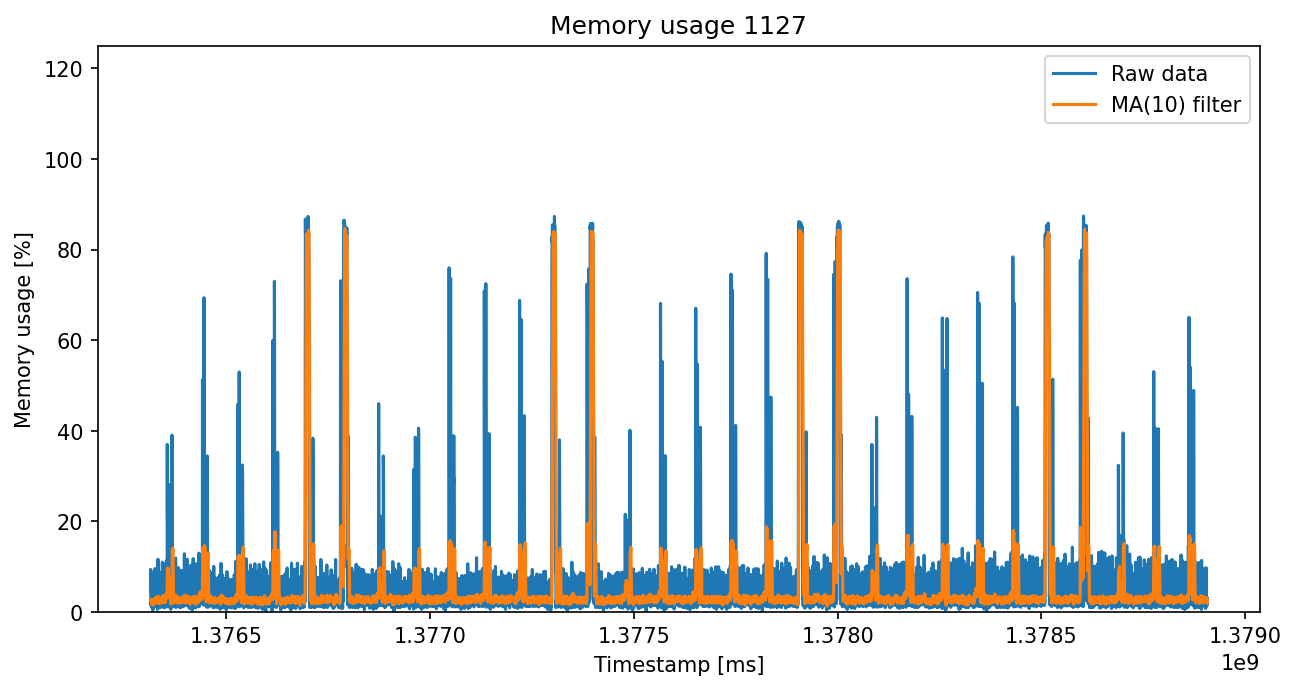 Memory usage 1127
Raw data
MA(10) filter
Memory usage [%]
120
100
80
60
40
20
0
1.3765 1.3770 1.3775 1.3780 1.3785 1.3790
1e9
Timestamp [ms]